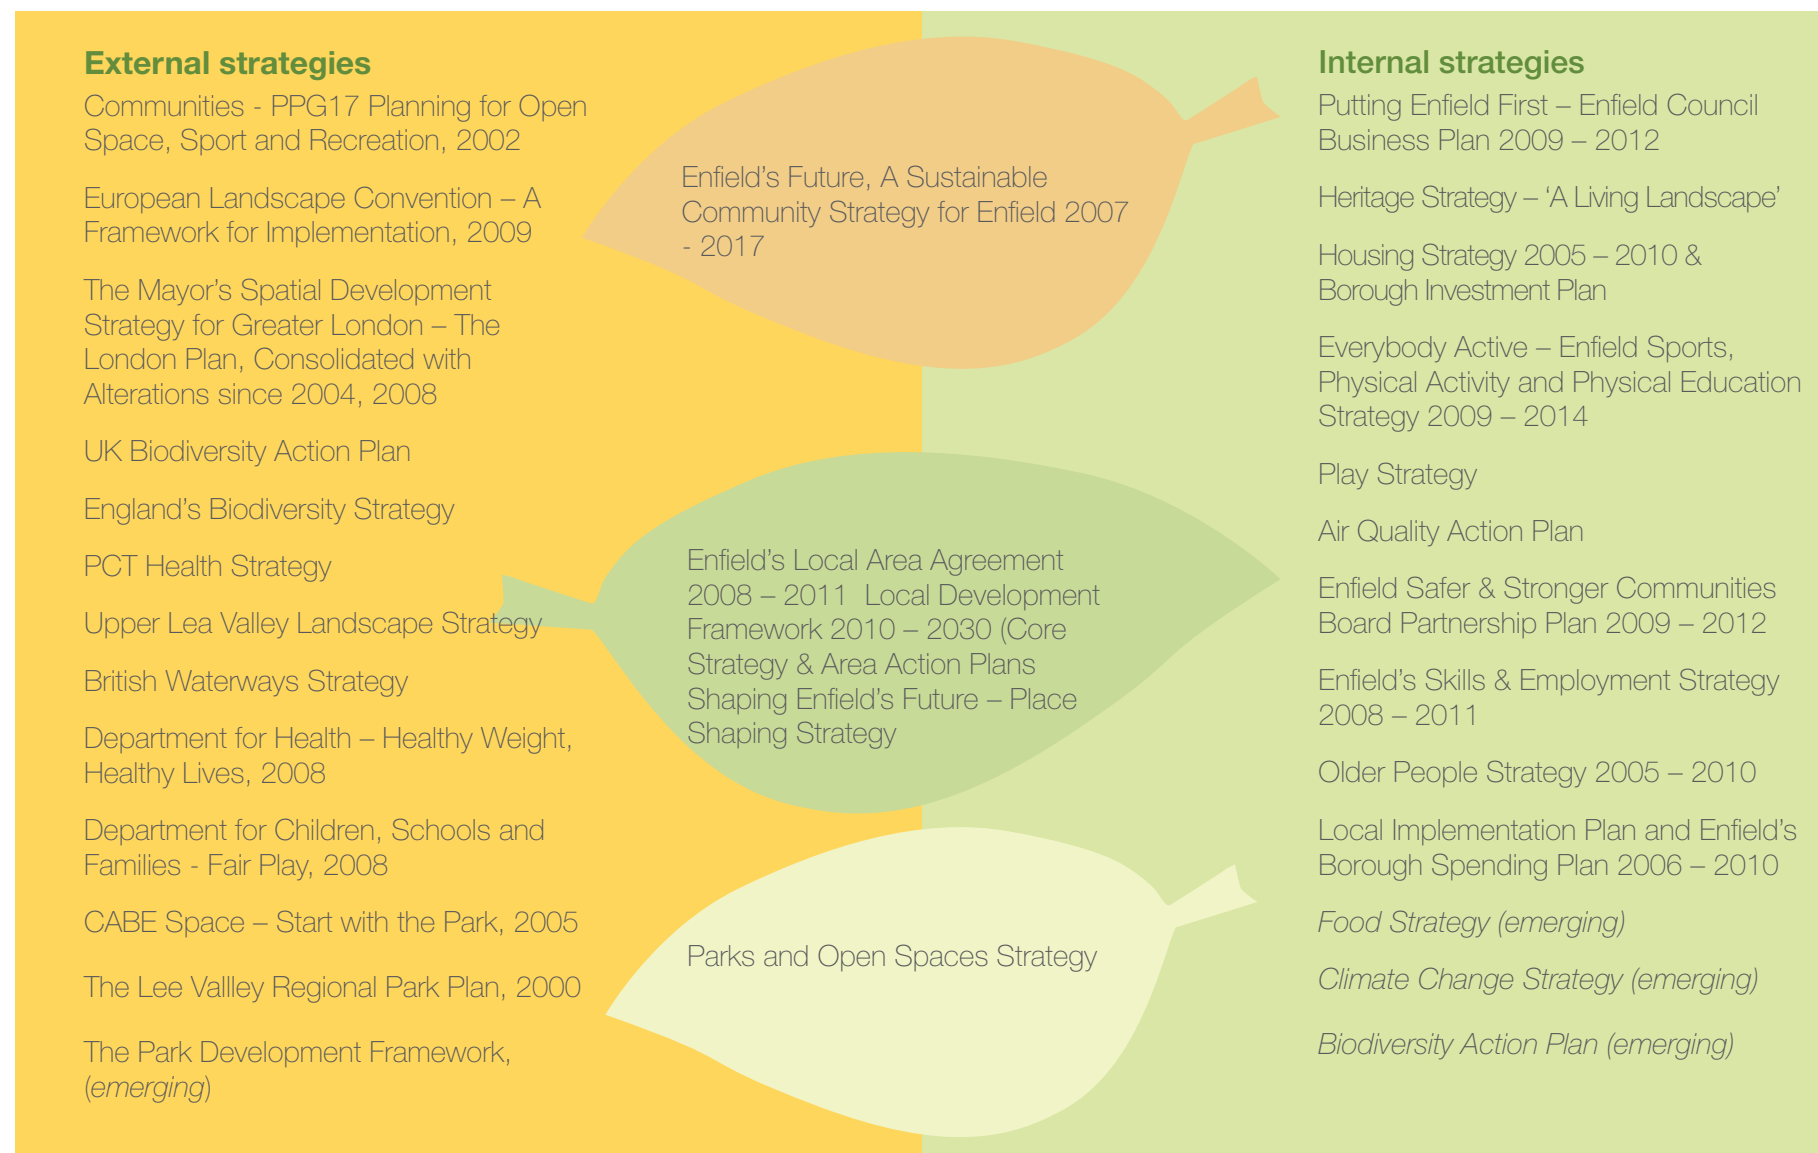 External strategies
Communities - PPG17 Planning for Open
Space, Sport and Recreation, 2002
European Landscape Convention – A
Framework for Implementation, 2009
The Mayor’s Spatial Development
Strategy for Greater London – The
London Plan, Consolidated with
Alterations since 2004, 2008
UK Biodiversity Action Plan
England’s Biodiversity Strategy
PCT Health Strategy
Upper Lea Valley Landscape Strategy
British Waterways Strategy
Department for Health – Healthy Weight,
Healthy Lives, 2008
Department for Children, Schools and
Families - Fair Play, 2008
CABE Space – Start with the Park, 2005
The Lee Vallley Regional Park Plan, 2000
The Park Development Framework,
(emerging)
Enfield’s Future, A Sustainable
Community Strategy for Enfield 2007
- 2017
Enfield’s Local Area Agreement
2008 – 2011  Local Development
Framework 2010 – 2030 (Core
Strategy & Area Action Plans
Shaping Enfield’s Future – Place
Shaping Strategy
Parks and Open Spaces Strategy
Internal strategies
Putting Enfield First – Enfield Council
Business Plan 2009 – 2012
Heritage Strategy – ‘A Living Landscape’
Housing Strategy 2005 – 2010 &
Borough Investment Plan
Everybody Active – Enfield Sports,
Physical Activity and Physical Education
Strategy 2009 – 2014
Play Strategy
Air Quality Action Plan
Enfield Safer & Stronger Communities
Board Partnership Plan 2009 – 2012
Enfield’s Skills & Employment Strategy
2008 – 2011
Older People Strategy 2005 – 2010
Local Implementation Plan and Enfield’s
Borough Spending Plan 2006 – 2010
Food Strategy (emerging)
Climate Change Strategy (emerging)
Biodiversity Action Plan (emerging)